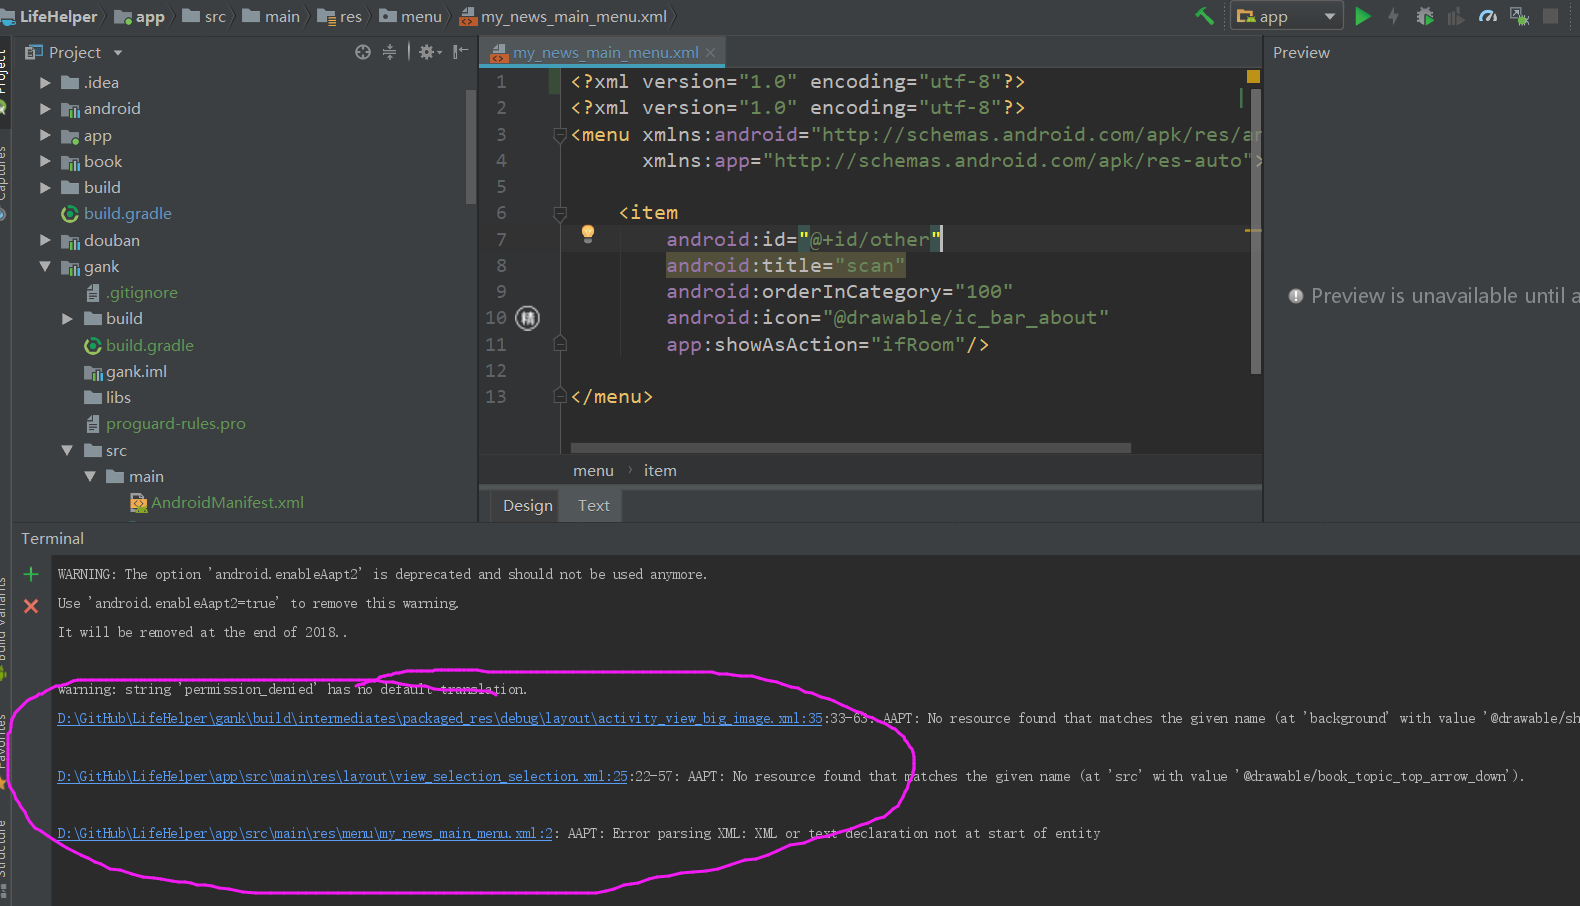 LifeHelper app src main res menu my_news_main_menu.xml app
Project
my_news_main_menu.xml
Preview
.idea
android
app
book
build
build.gradle
douban
gank
.gitignore
build
build.gradle
gank.iml
libs
proguard-rules.pro
src
main
AndroidManifest.xml
1 <?xml version="1.0" encoding="utf-8"?>
2 <?xml version="1.0" encoding="utf-8"?>
3 <menu xmlns:android="http://schemas.android.com/apk/res/an
4 xmlns:app="http://schemas.android.com/apk/res-auto">
5
6 <item
7 android:id="@+id/other"
8 android:title="scan"
9 android:orderInCategory="100"
10 精 android:icon="@drawable/ic_bar_about"
11 app:showAsAction="ifRoom"/>
12
13 </menu>
Preview is unavailable until a
menu item
Design Text
Project
Captures
Build Variants
Favorites
Structure
Terminal
WARNING: The option 'android.enableAapt2' is deprecated and should not be used anymore.
Use 'android.enableAapt2=true' to remove this warning.
It will be removed at the end of 2018..
warning: string 'permission_denied' has no default translation.
D:\GitHub\LifeHelper\gank\build\intermediates\packaged_res\debug\layout\activity_view_big_image.xml:35:33-63: AAPT: No resource found that matches the given name (at 'background' with value '@drawable/sh
D:\GitHub\LifeHelper\app\src\main\res\layout\view_selection_selection.xml:25:22-57: AAPT: No resource found that matches the given name (at 'src' with value '@drawable/book_topic_top_arrow_down').
D:\GitHub\LifeHelper\app\src\main\res\menu\my_news_main_menu.xml:2: AAPT: Error parsing XML: XML or text declaration not at start of entity